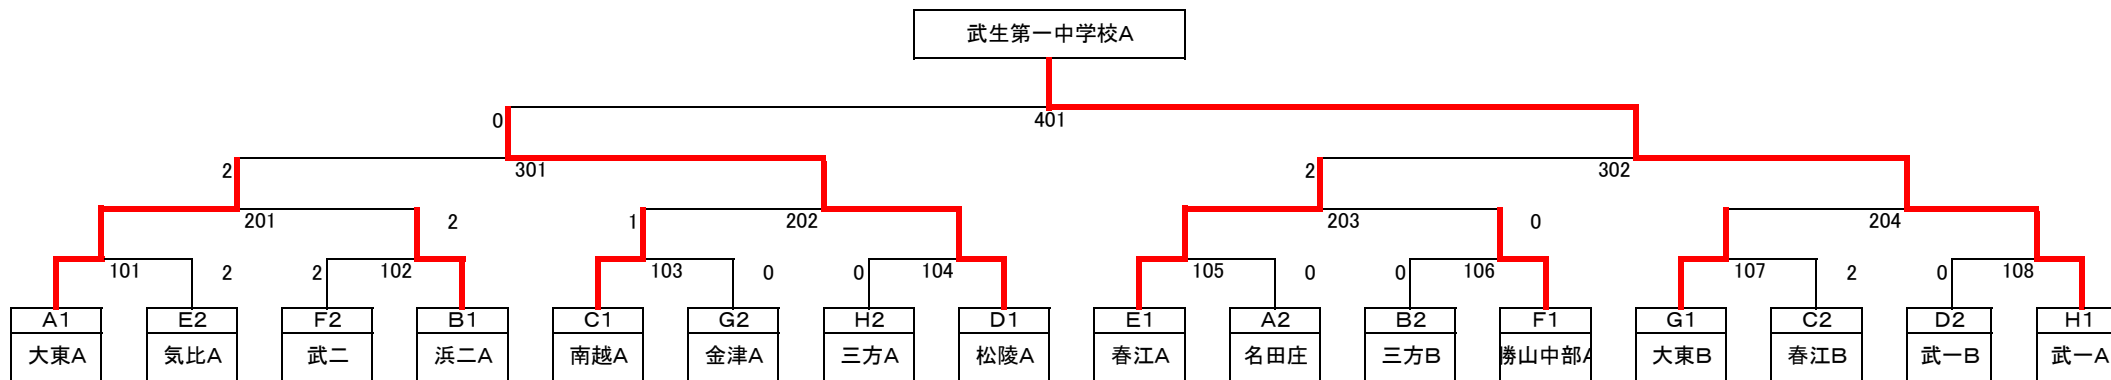 武生第一中学校A
0 401
2 301 2 302
201 2 1 202 203 0 204
101 2 2 102 103 0 0 104 105 0 0 106 107 2 0 108
A1 E2 F2 B1 C1 G2 H2 D1 E1 A2 B2 F1 G1 C2 D2 H1
大東A 気比A 武二 浜二A 南越A 金津A 三方A 松陵A 春江A 名田庄 三方B 勝山中部A 大東B 春江B 武一B 武一A